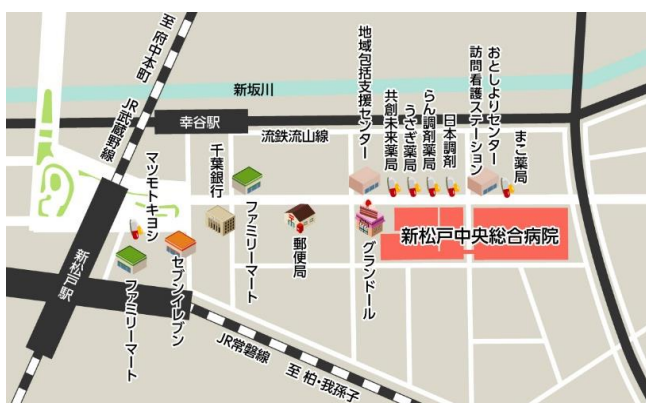 至 府中本町
JR武蔵野線
新坂川
幸谷駅
流鉄流山線
地域包括支援センター
共創未来薬局
うさぎ薬局
らん調剤薬局
日本調剤
おとしよりセンター
訪問看護ステーション
まこ薬局
マツモトキヨシ
千葉銀行
ファミリーマート
郵便局
グランドール
新松戸中央総合病院
新松戸駅
ファミリーマート
セブンイレブン
JR常磐線
至 柏・我孫子